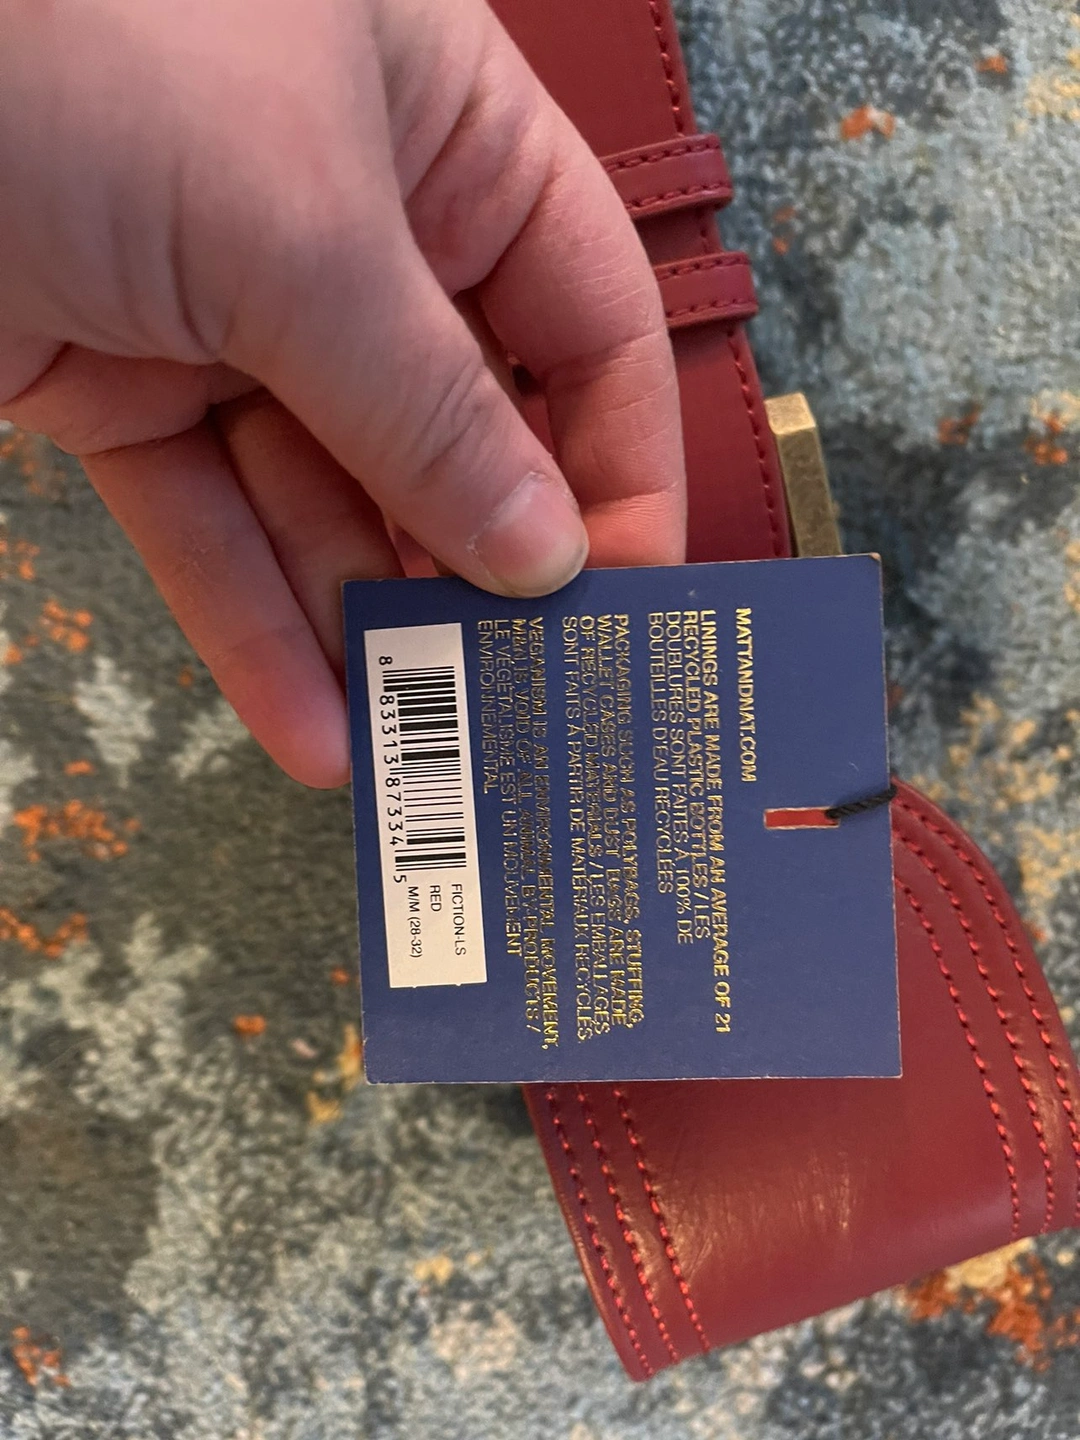 MATTANDNAT.COM
LININGS ARE MADE FROM AN AVERAGE OF 21
RECYCLED PLASTIC BOTTLES / LES
DOUBLURES SONT FAITES À 100% DE
BOUTEILLES D'EAU RECYCLÉES
PACKAGING SUCH AS POLYBAGS, STUFFING,
WALLET CASES AND DUST BAGS ARE MADE
OF RECYCLED MATERIALS / LES EMBALLAGES
SONT FAITS À PARTIR DE MATÉRIAUX RECYCLÉS.
VEGANISM IS AN ENVIRONMENTAL MOVEMENT,
M&N IS VOID OF ALL ANIMAL BY-PRODUCTS /
LE VÉGÉTALISME EST UN MOUVEMENT
ENVIRONNEMENTAL
FICTION-LS
RED
M/M (28-32)
8 83313 87334 5